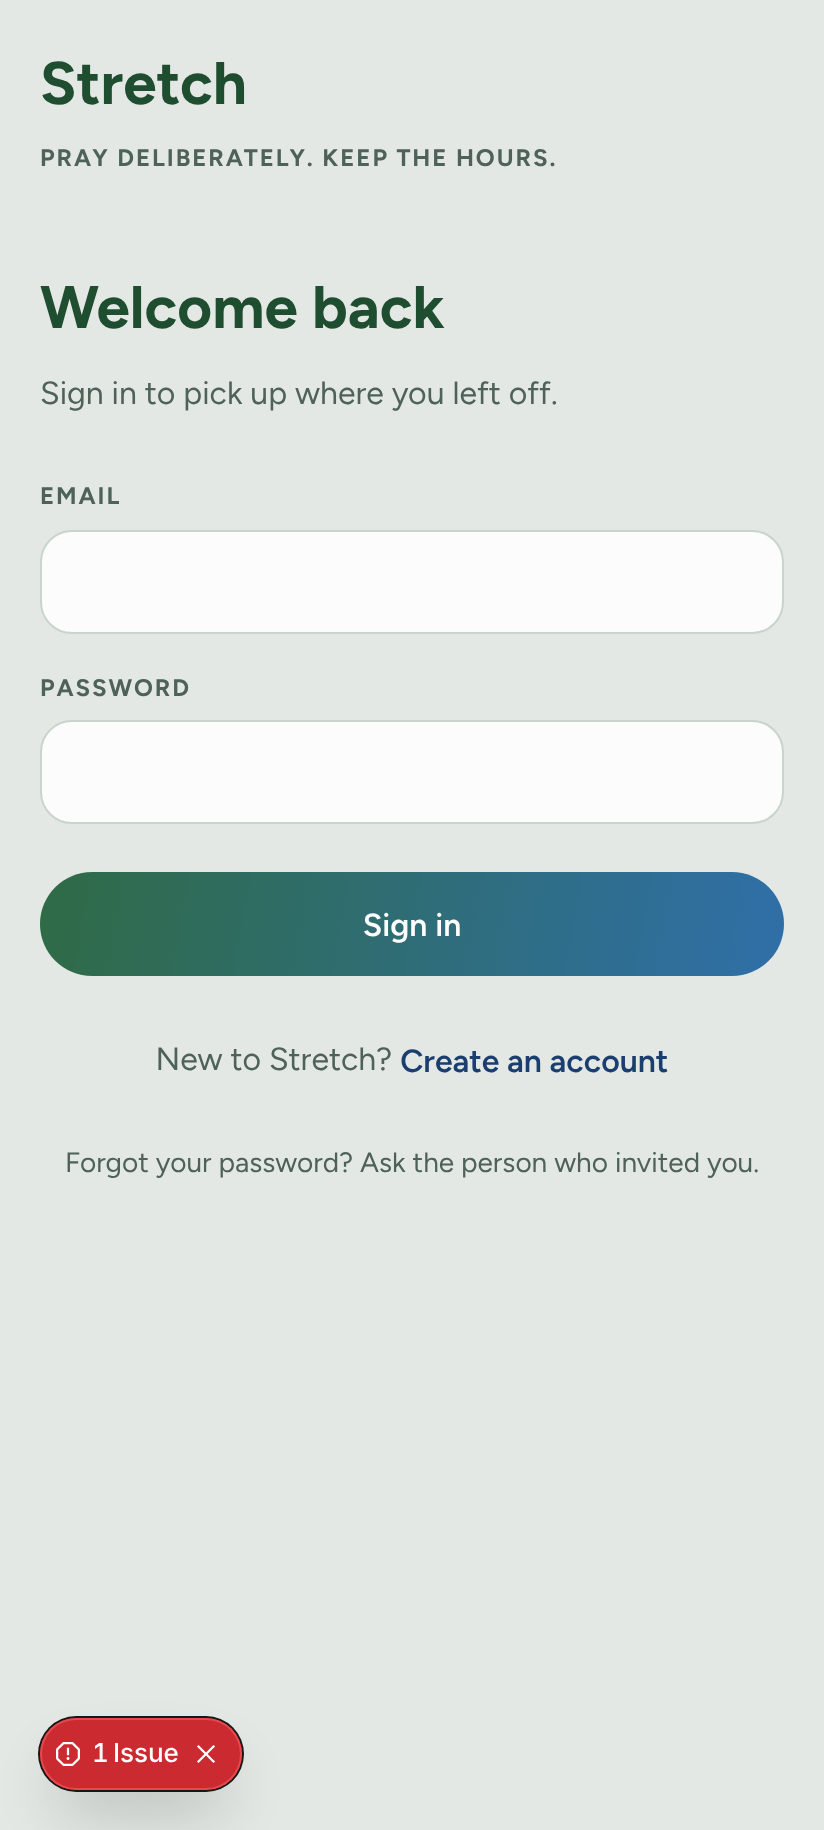 Stretch
PRAY DELIBERATELY. KEEP THE HOURS.
Welcome back
Sign in to pick up where you left off.
EMAIL
PASSWORD
Sign in
New to Stretch? Create an account
Forgot your password? Ask the person who invited you.
1 Issue